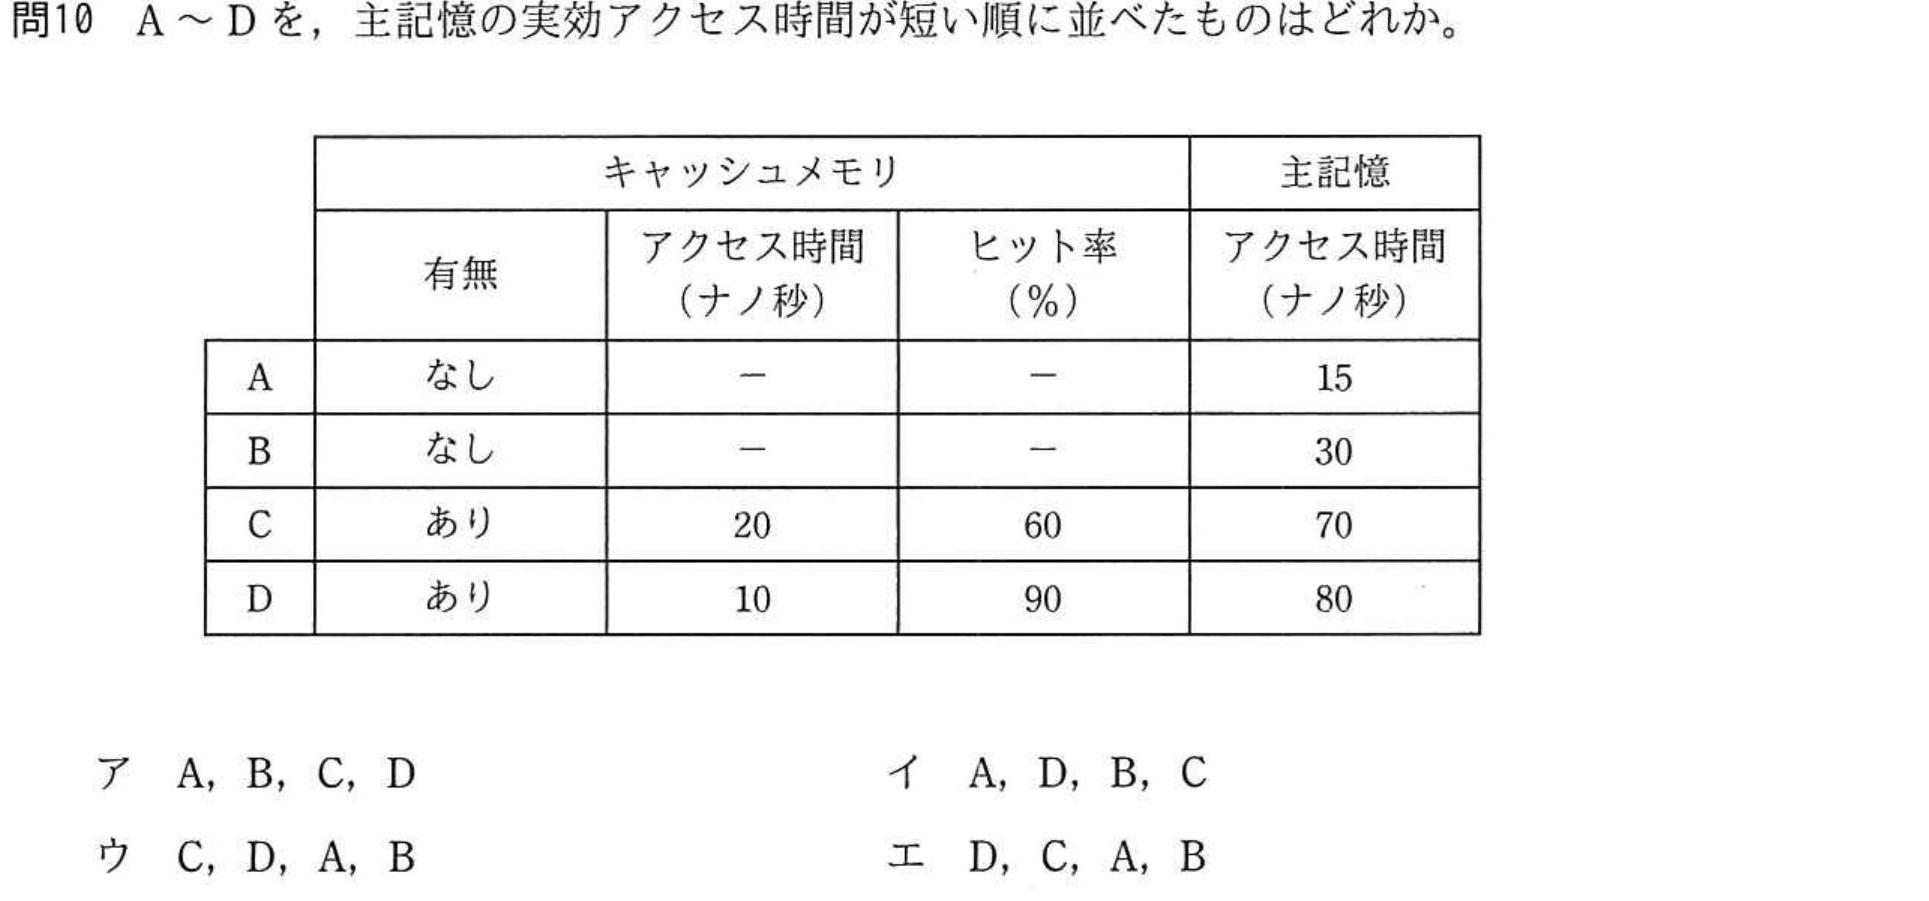 問10 A ～ D を，主記憶の実効アクセス時間が短い順に並べたものはどれか。
キャッシュメモリ 主記憶
有無 アクセス時間（ナノ秒） ヒット率（％） アクセス時間（ナノ秒）
A なし － － 15
B なし － － 30
C あり 20 60 70
D あり 10 90 80
ア A，B，C，D イ A，D，B，C
ウ C，D，A，B エ D，C，A，B